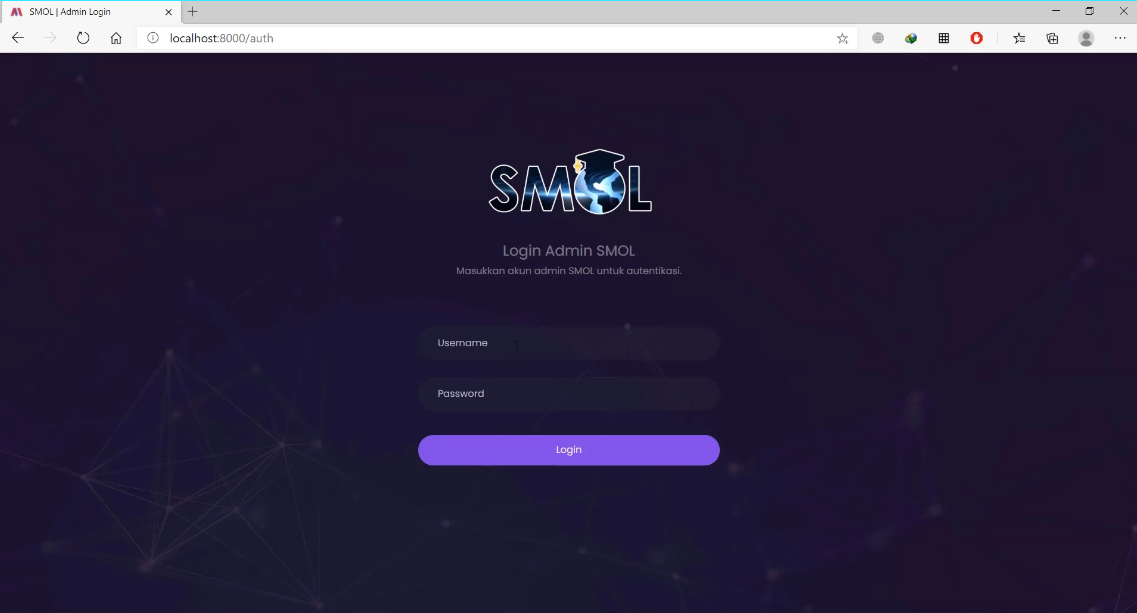 SMOL | Admin Login
localhost:8000/auth
SMOL
Login Admin SMOL
Masukkan akun admin SMOL untuk autentikasi.
Username
Password
Login